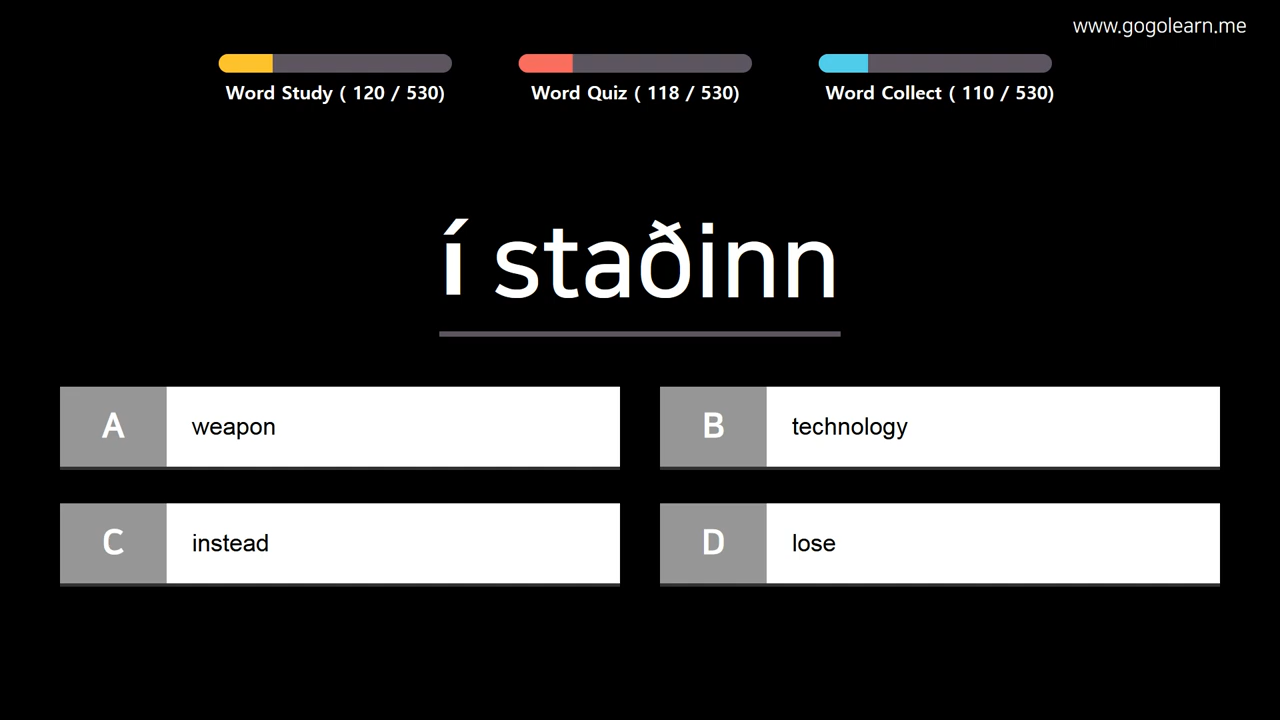 www.gogolearn.me
Word Study ( 120 / 530)
Word Quiz ( 118 / 530)
Word Collect ( 110 / 530)
í staðinn
A weapon
B technology
C instead
D lose